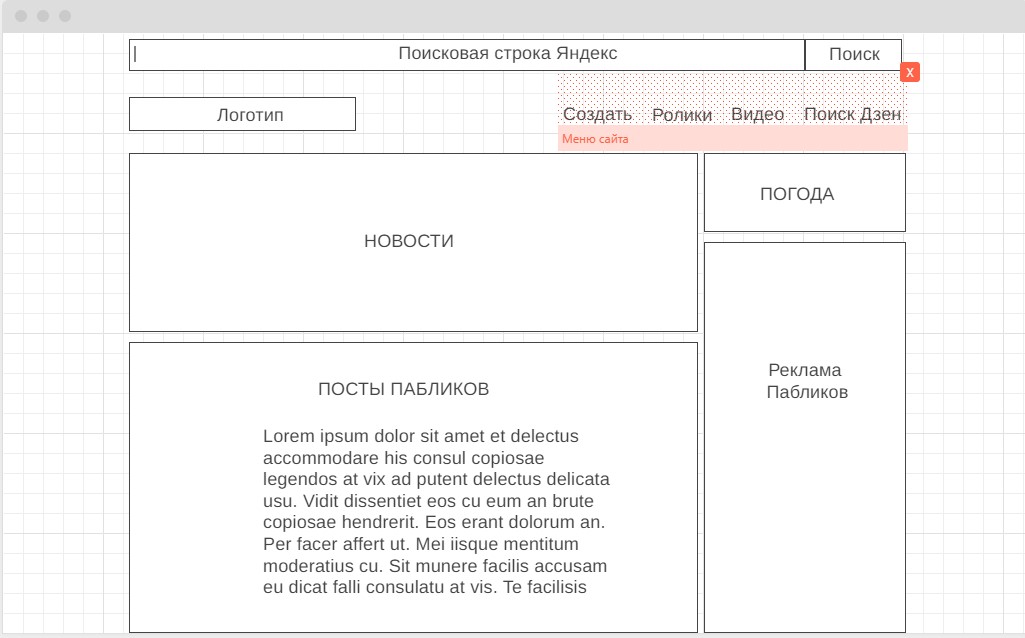 Поисковая строка Яндекс
Поиск
x
Логотип
Создать Ролики Видео Поиск Дзен
Меню сайта
НОВОСТИ
ПОГОДА
ПОСТЫ ПАБЛИКОВ
Lorem ipsum dolor sit amet et delectus
accommodare his consul copiosae
legendos at vix ad putent delectus delicata
usu. Vidit dissentiet eos cu eum an brute
copiosae hendrerit. Eos erant dolorum an.
Per facer affert ut. Mei iisque mentitum
moderatius cu. Sit munere facilis accusam
eu dicat falli consulatu at vis. Te facilisis
Реклама
Пабликов